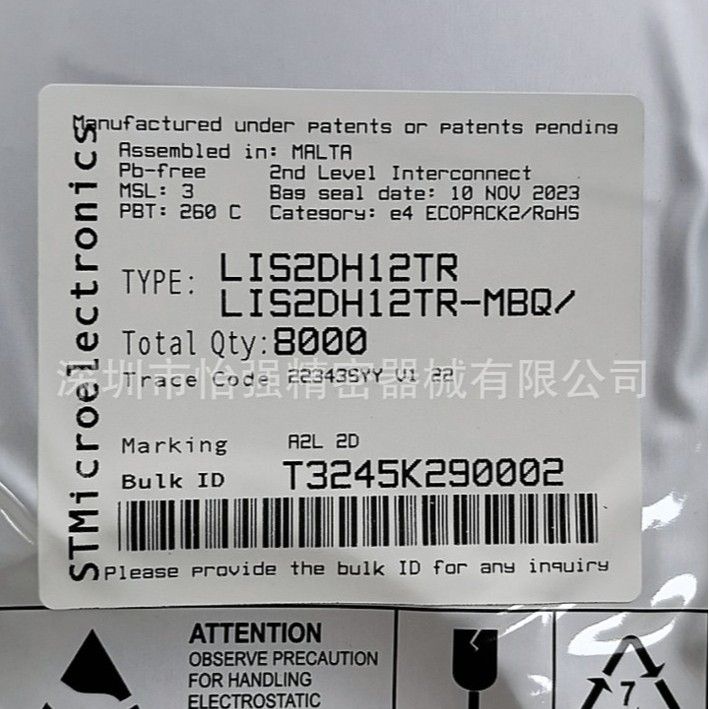 Manufactured under patents or patents pending
Assembled in: MALTA
Pb-free 2nd Level Interconnect
MSL: 3 Bag seal date: 10 NOV 2023
PBT: 260 C Category: e4 ECOPACK2/RoHS
TYPE: LIS2DH12TR
LIS2DH12TR-MBQ/
Total Qty: 8000
Trace Code 22343SYY V1 22
深圳市怡强精密器械有限公司
Marking A2L 2D
Bulk ID T3245K290002
Please provide the bulk ID for any inquiry
STMicroelectronics
ATTENTION
OBSERVE PRECAUTION
FOR HANDLING
ELECTROSTATIC
7